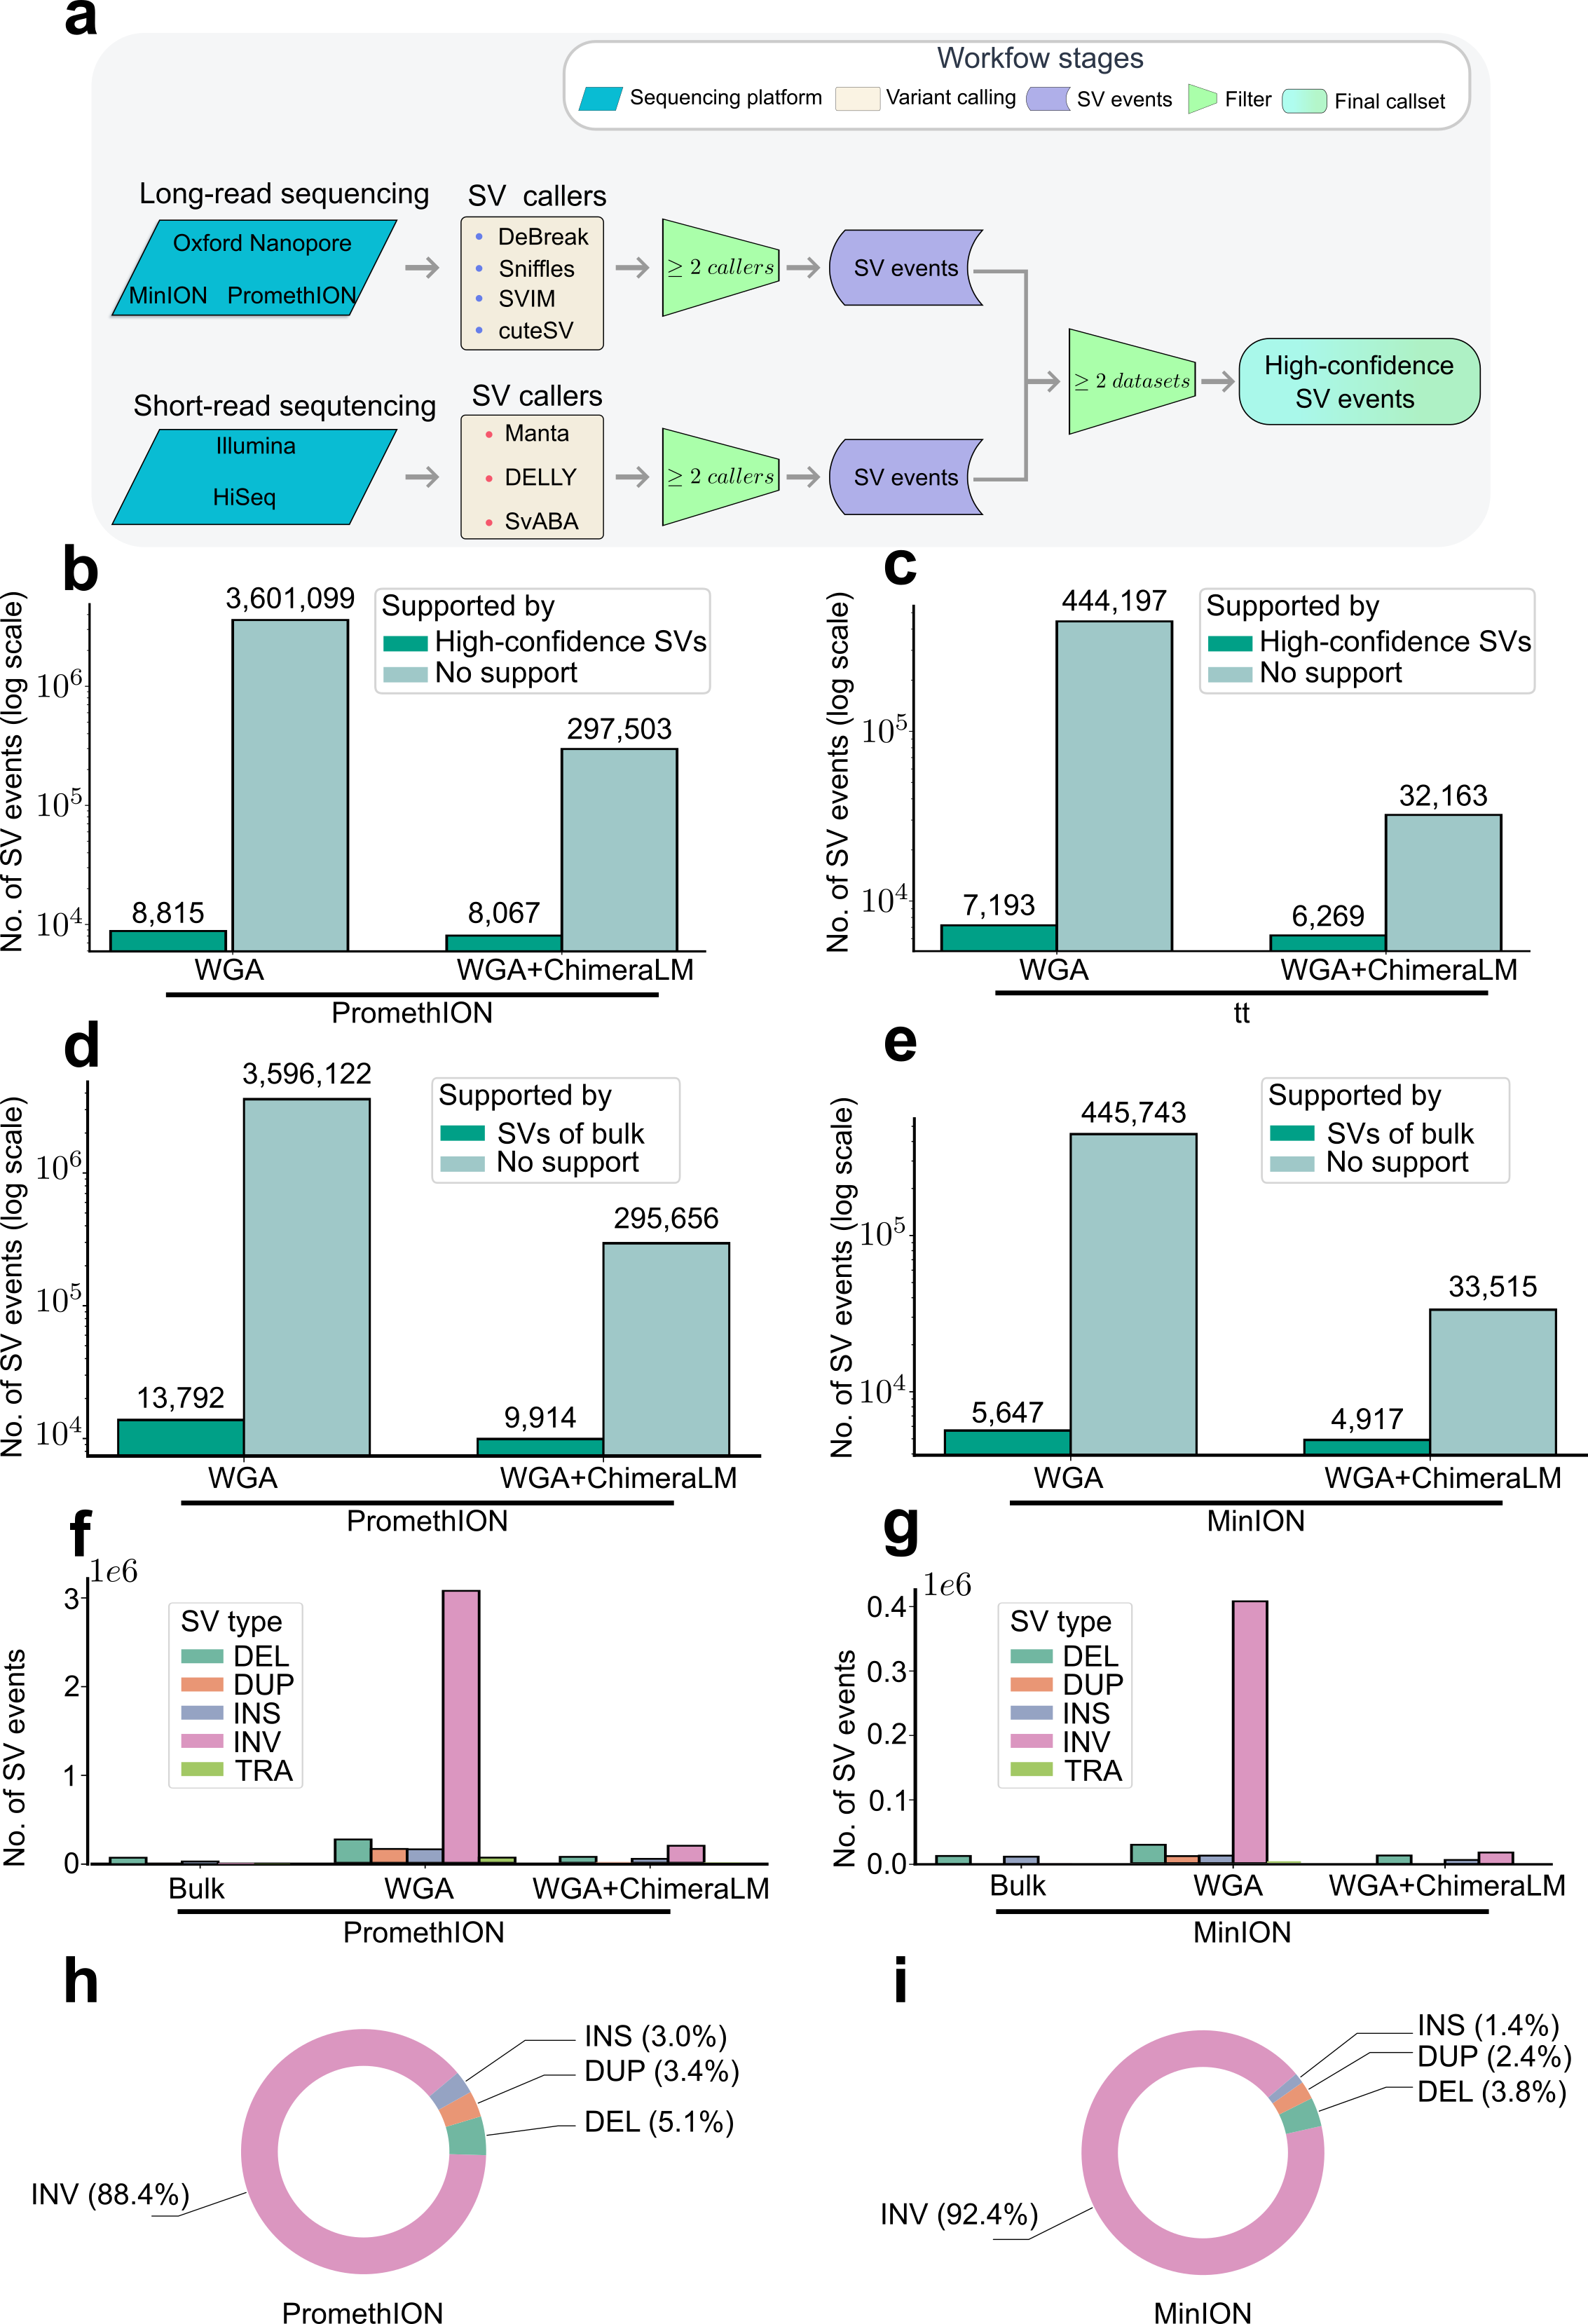 a
Workfow stages
Sequencing platform
Variant calling
SV events
Filter
Final callset
Long-read sequencing
Oxford Nanopore
MinION PromethION
SV callers
DeBreak
Sniffles
SVIM
cuteSV
≥ 2 callers
SV events
Short-read sequtencing
Illumina
HiSeq
SV callers
Manta
DELLY
SvABA
≥ 2 callers
SV events
≥ 2 datasets
High-confidence
SV events
b
No. of SV events (log scale)
10^6
10^5
10^4
3,601,099
297,503
8,815
8,067
Supported by
High-confidence SVs
No support
WGA
WGA+ChimeraLM
PromethION
c
No. of SV events (log scale)
10^5
10^4
444,197
32,163
7,193
6,269
Supported by
High-confidence SVs
No support
WGA
WGA+ChimeraLM
tt
d
No. of SV events (log scale)
10^6
10^5
10^4
3,596,122
295,656
13,792
9,914
Supported by
SVs of bulk
No support
WGA
WGA+ChimeraLM
PromethION
e
No. of SV events (log scale)
10^5
10^4
445,743
33,515
5,647
4,917
Supported by
SVs of bulk
No support
WGA
WGA+ChimeraLM
MinION
f
1e6
No. of SV events
3
2
1
0
SV type
DEL
DUP
INS
INV
TRA
Bulk
WGA
WGA+ChimeraLM
PromethION
g
1e6
No. of SV events
0.4
0.3
0.2
0.1
0.0
SV type
DEL
DUP
INS
INV
TRA
Bulk
WGA
WGA+ChimeraLM
MinION
h
INS (3.0%)
DUP (3.4%)
DEL (5.1%)
INV (88.4%)
PromethION
i
INS (1.4%)
DUP (2.4%)
DEL (3.8%)
INV (92.4%)
MinION